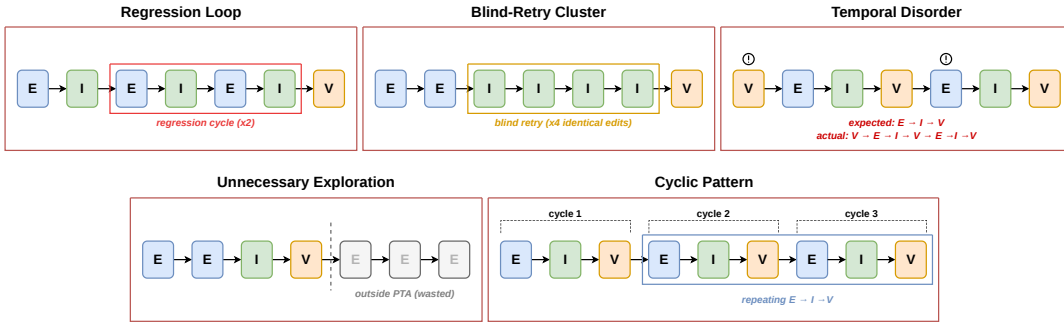 Regression Loop
E I E I E I V
regression cycle (x2)
Blind-Retry Cluster
E E I I I I V
blind retry (x4 identical edits)
Temporal Disorder
! !
V E I V E I V
expected: E → I → V
actual: V → E → I → V → E →I →V
Unnecessary Exploration
E E I V E E E
outside PTA (wasted)
Cyclic Pattern
cycle 1 cycle 2 cycle 3
E I V E I V E I V
repeating E → I →V